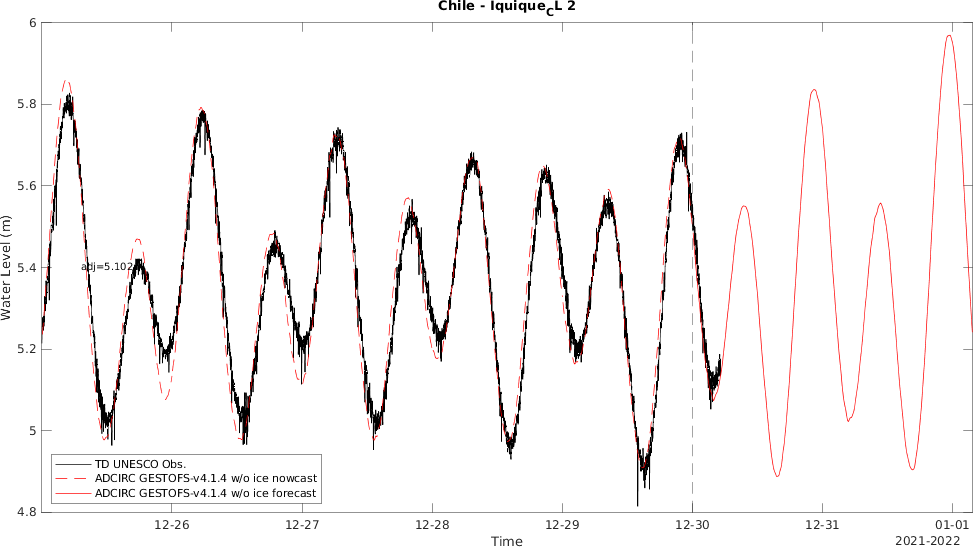 Chile - Iquique_CL 2
Water Level (m)
6
5.8
5.6
5.4
5.2
5
4.8
adj=5.102
TD UNESCO Obs.
ADCIRC GESTOFS-v4.1.4 w/o ice nowcast
ADCIRC GESTOFS-v4.1.4 w/o ice forecast
12-26 12-27 12-28 12-29 12-30 12-31 01-01
Time
2021-2022